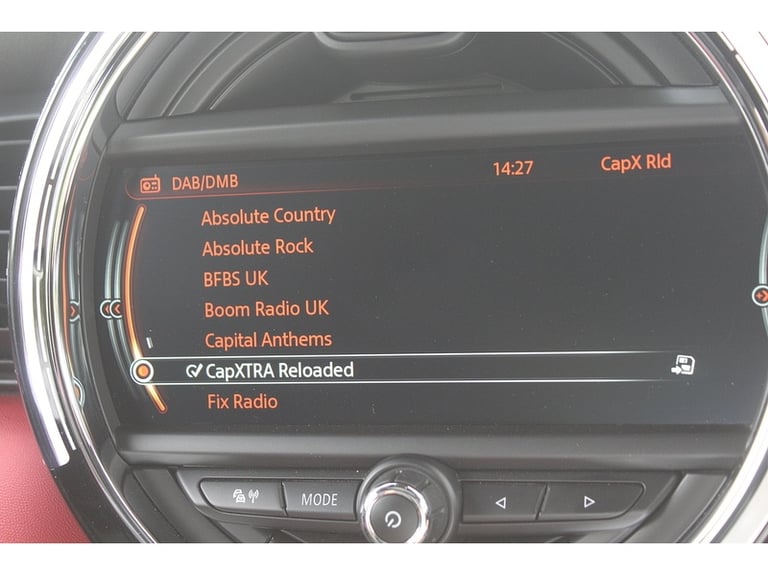 DAB/DMB 14:27 CapX Rld
Absolute Country
Absolute Rock
BFBS UK
Boom Radio UK
Capital Anthems
CapXTRA Reloaded
Fix Radio
MODE